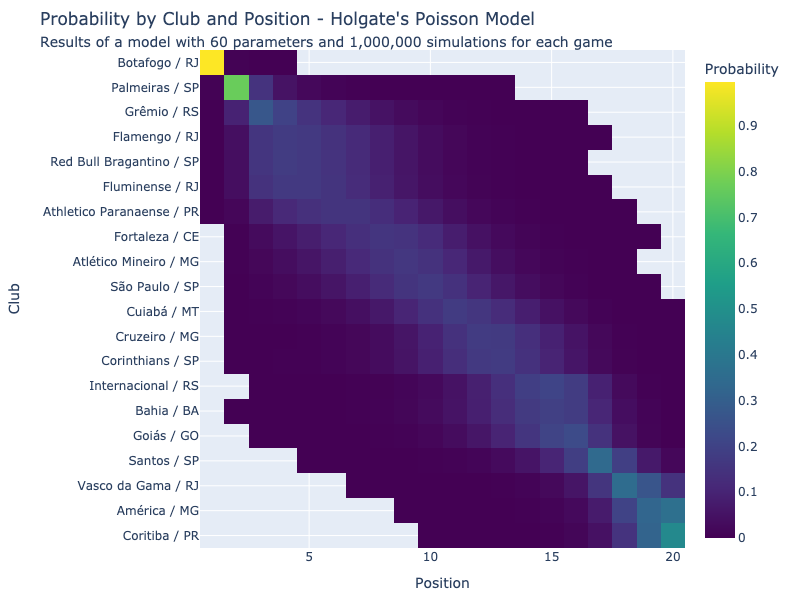 Probability by Club and Position - Holgate's Poisson Model
Results of a model with 60 parameters and 1,000,000 simulations for each game
Probability
Botafogo / RJ
Palmeiras / SP
Grêmio / RS
Flamengo / RJ
Red Bull Bragantino / SP
Fluminense / RJ
Athletico Paranaense / PR
Fortaleza / CE
Atlético Mineiro / MG
São Paulo / SP
Cuiabá / MT
Cruzeiro / MG
Corinthians / SP
Internacional / RS
Bahia / BA
Goiás / GO
Santos / SP
Vasco da Gama / RJ
América / MG
Coritiba / PR
Club
5
10
15
20
Position
0.9
0.8
0.7
0.6
0.5
0.4
0.3
0.2
0.1
0